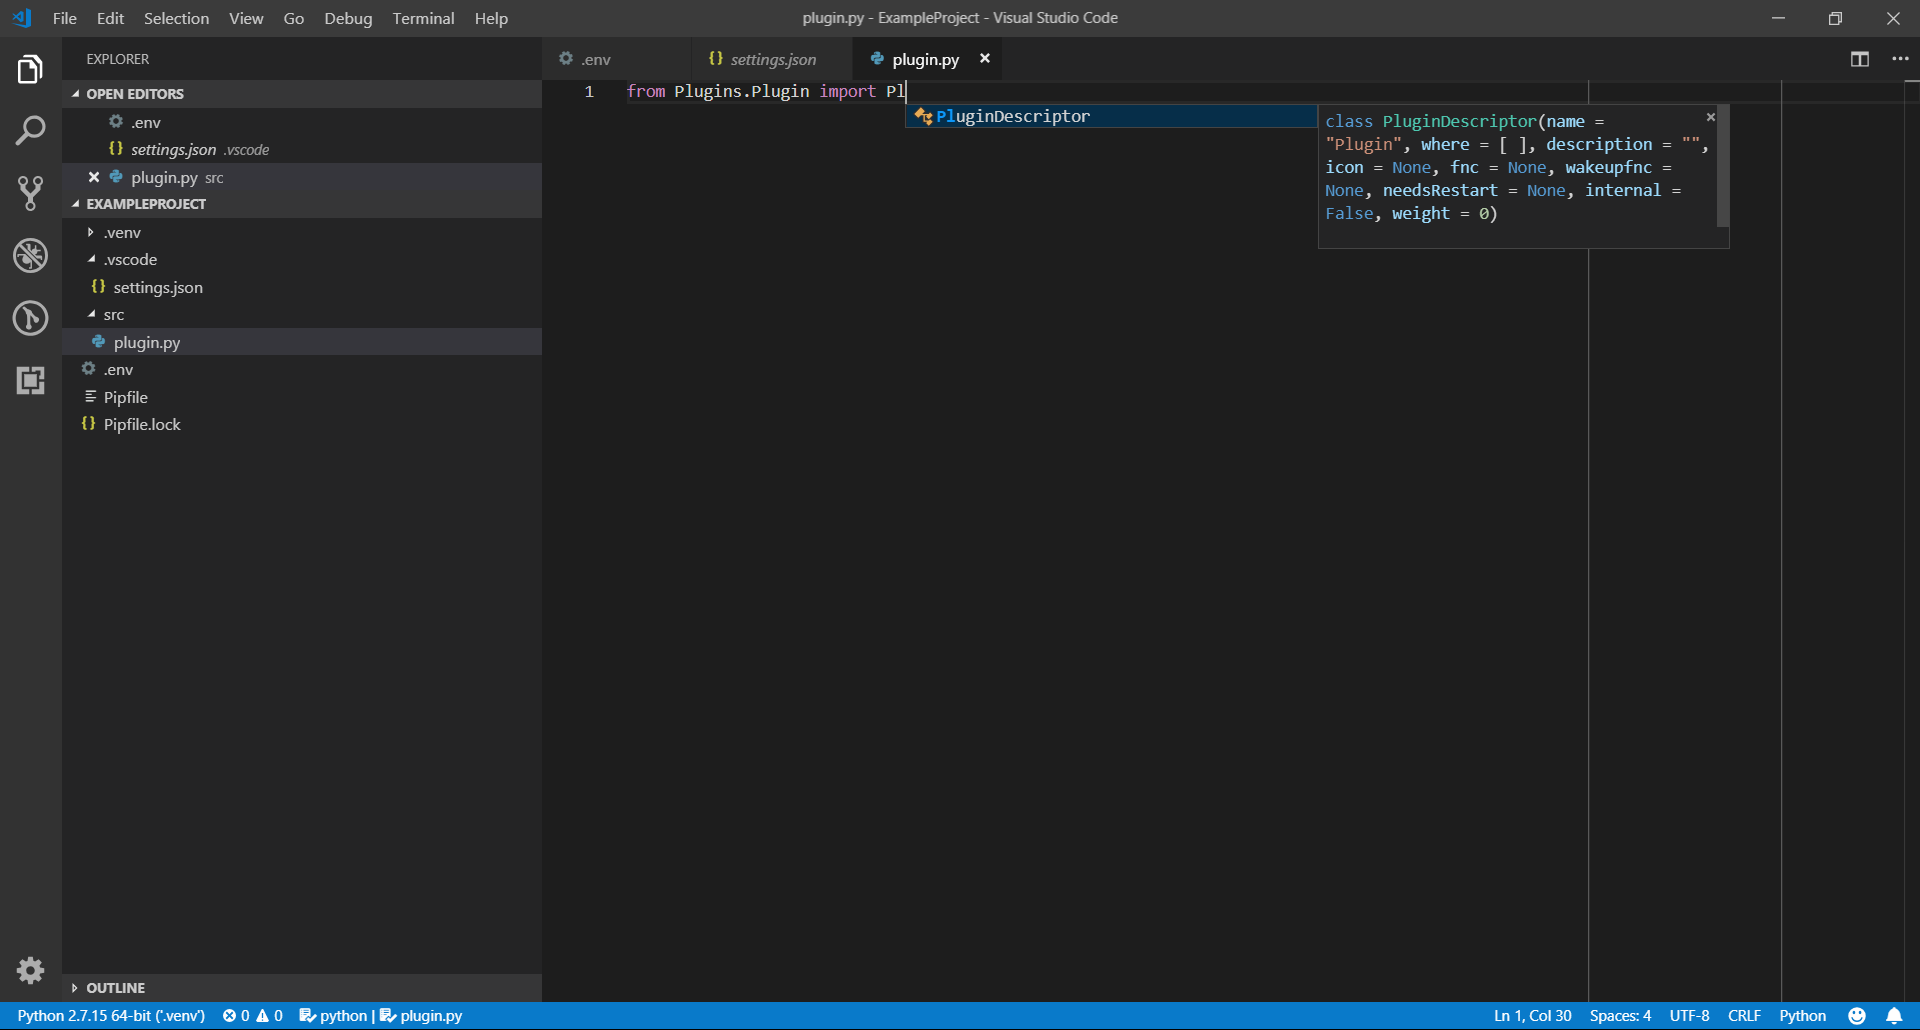 File Edit Selection View Go Debug Terminal Help
plugin.py - ExampleProject - Visual Studio Code
EXPLORER
OPEN EDITORS
.env
settings.json .vscode
plugin.py src
EXAMPLEPROJECT
.venv
.vscode
settings.json
src
plugin.py
.env
Pipfile
Pipfile.lock
OUTLINE
.env
settings.json
plugin.py
1 from Plugins.Plugin import Pl
PluginDescriptor
class PluginDescriptor(name =
"Plugin", where = [ ], description = "",
icon = None, fnc = None, wakeupfnc =
None, needsRestart = None, internal =
False, weight = 0)
Python 2.7.15 64-bit ('.venv') 0 0 python | plugin.py
Ln 1, Col 30 Spaces: 4 UTF-8 CRLF Python